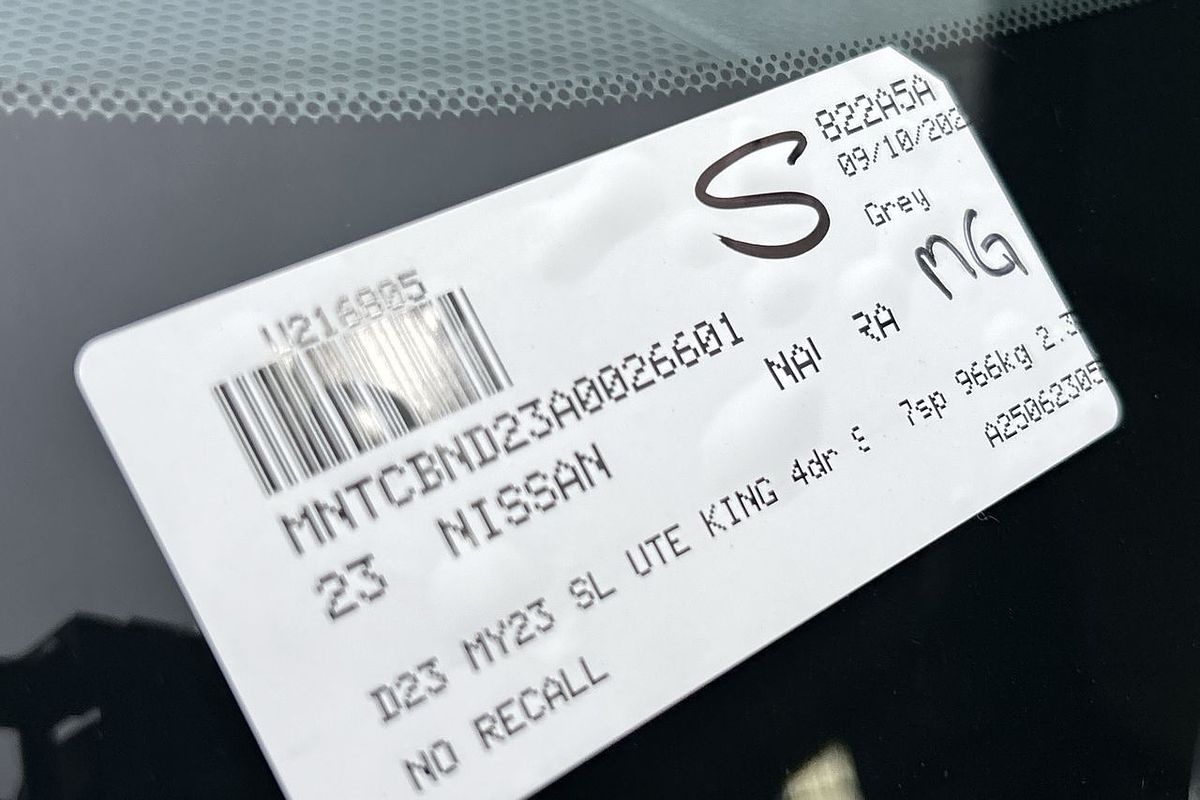 S
822A5A
09/10/202
Grey
MG
U216805
MNTCBND23A0026601 NAI RA
23 NISSAN
D23 MY23 SL UTE KING 4dr S 7sp 966kg 2.3
A25062305
NO RECALL